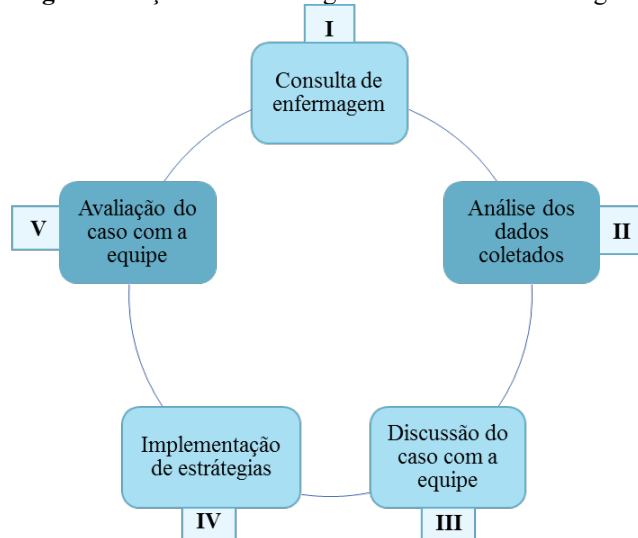 I
Consulta de
enfermagem
Análise dos
dados
coletados
II
Discussão do
caso com a
equipe
III
Implementação
de estrátegias
IV
Avaliação do
caso com a
equipe
V